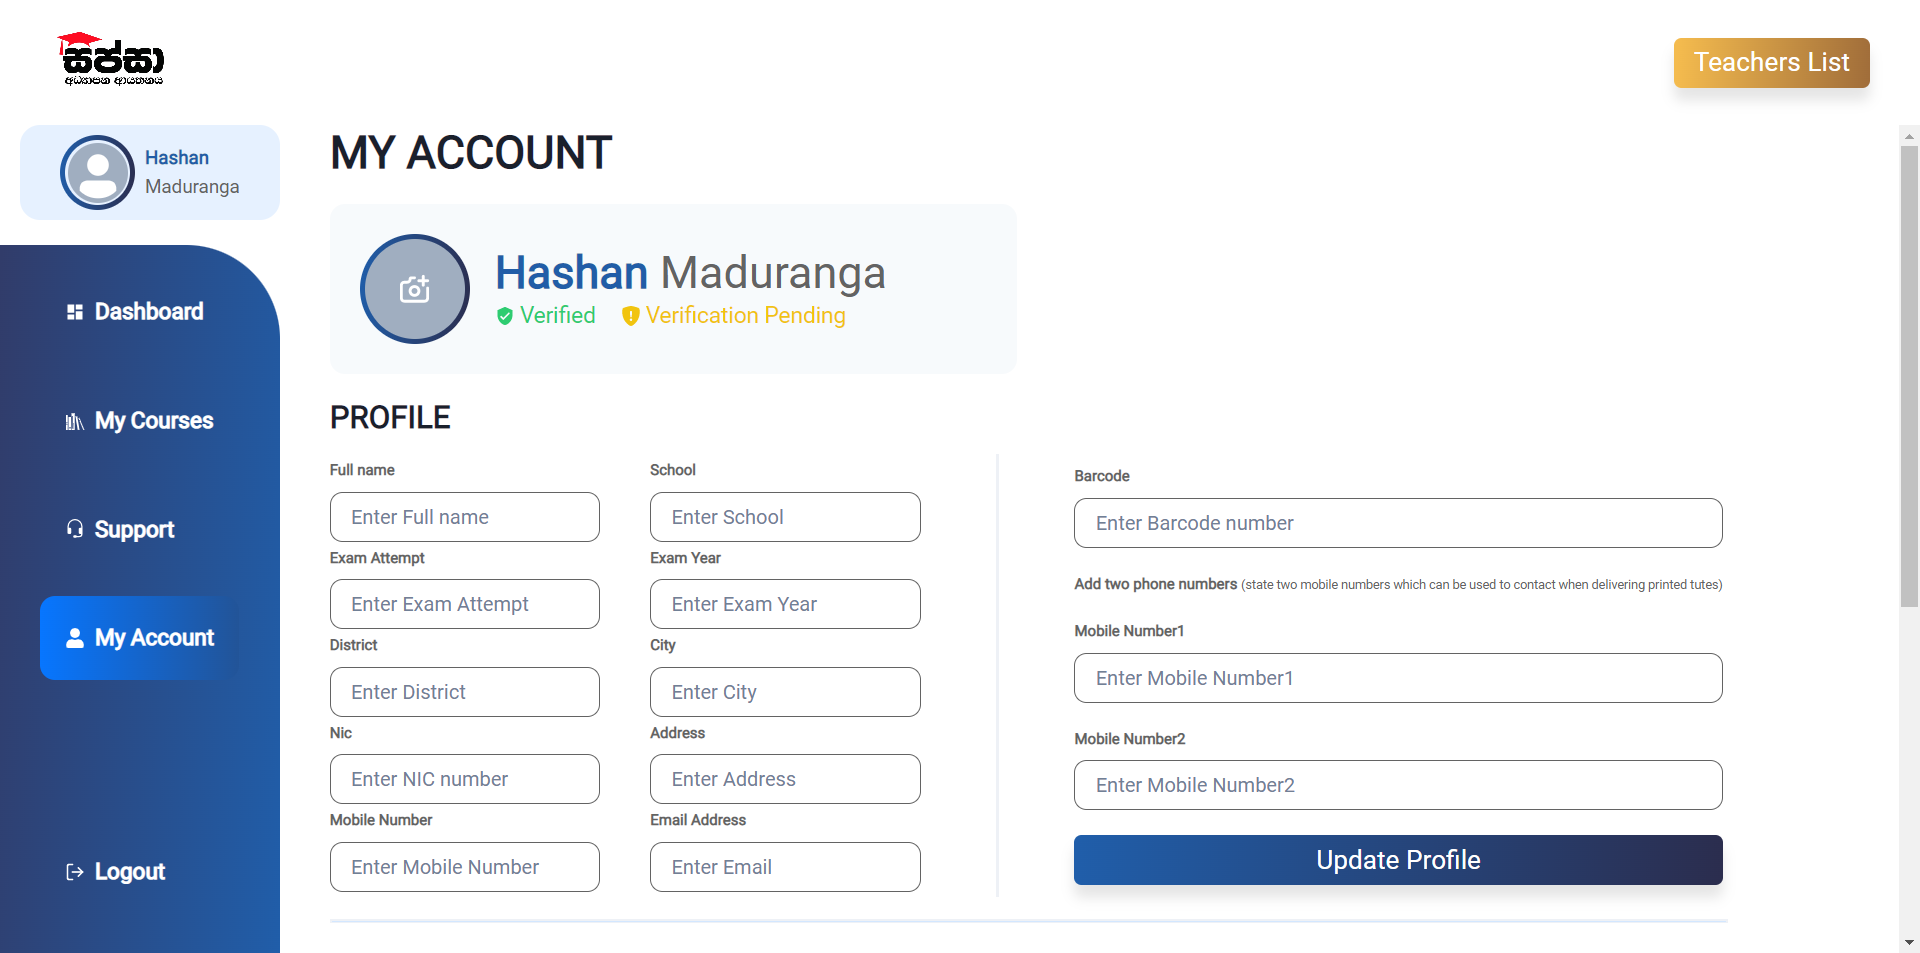 සප්සා
අධ්‍යාපන ආයතනය
Teachers List
Hashan
Maduranga
Dashboard
My Courses
Support
My Account
Logout
MY ACCOUNT
Hashan Maduranga
Verified Verification Pending
PROFILE
Full name School
Enter Full name Enter School
Exam Attempt Exam Year
Enter Exam Attempt Enter Exam Year
District City
Enter District Enter City
Nic Address
Enter NIC number Enter Address
Mobile Number Email Address
Enter Mobile Number Enter Email
Barcode
Enter Barcode number
Add two phone numbers (state two mobile numbers which can be used to contact when delivering printed tutes)
Mobile Number1
Enter Mobile Number1
Mobile Number2
Enter Mobile Number2
Update Profile